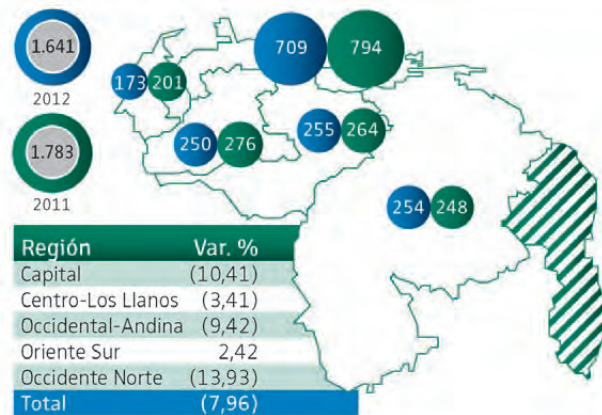 1.641
2012
1.783
2011
709 794
173 201
255 264
250 276
254 248
Región Var. %
Capital (10,41)
Centro-Los Llanos (3,41)
Occidental-Andina (9,42)
Oriente Sur 2,42
Occidente Norte (13,93)
Total (7,96)